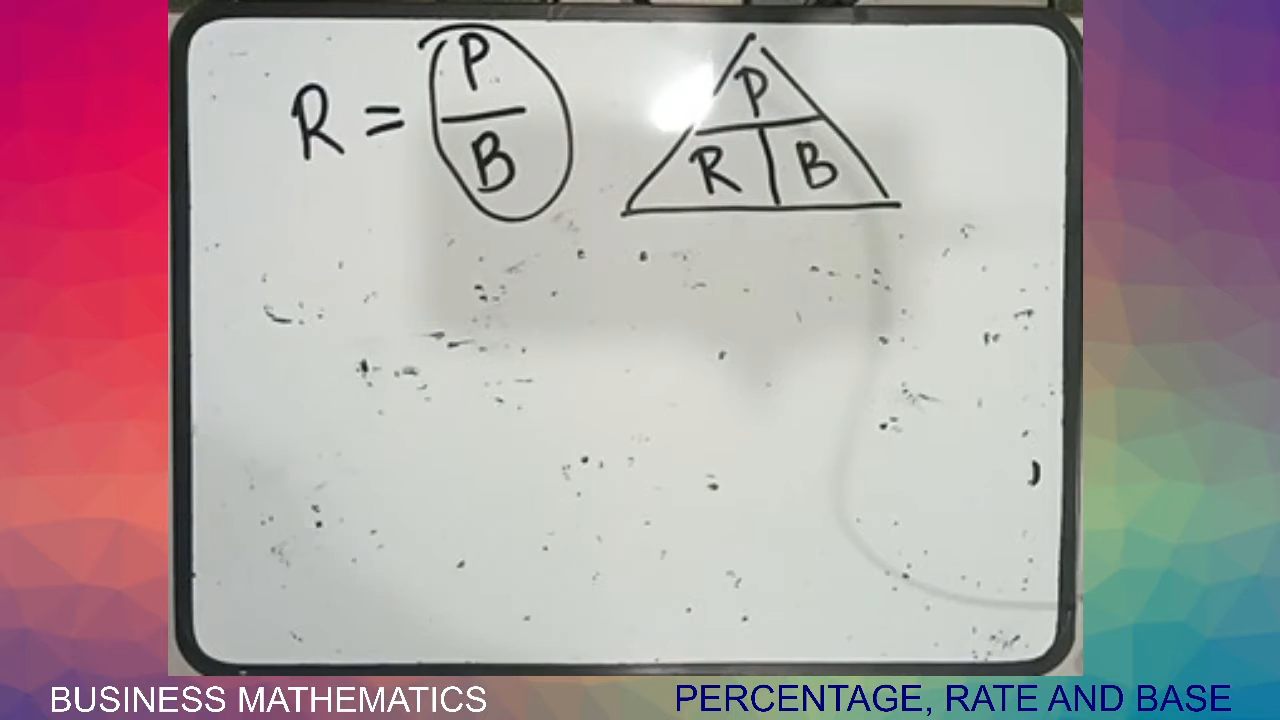 R = P
B
P
R B
BUSINESS MATHEMATICS
PERCENTAGE, RATE AND BASE